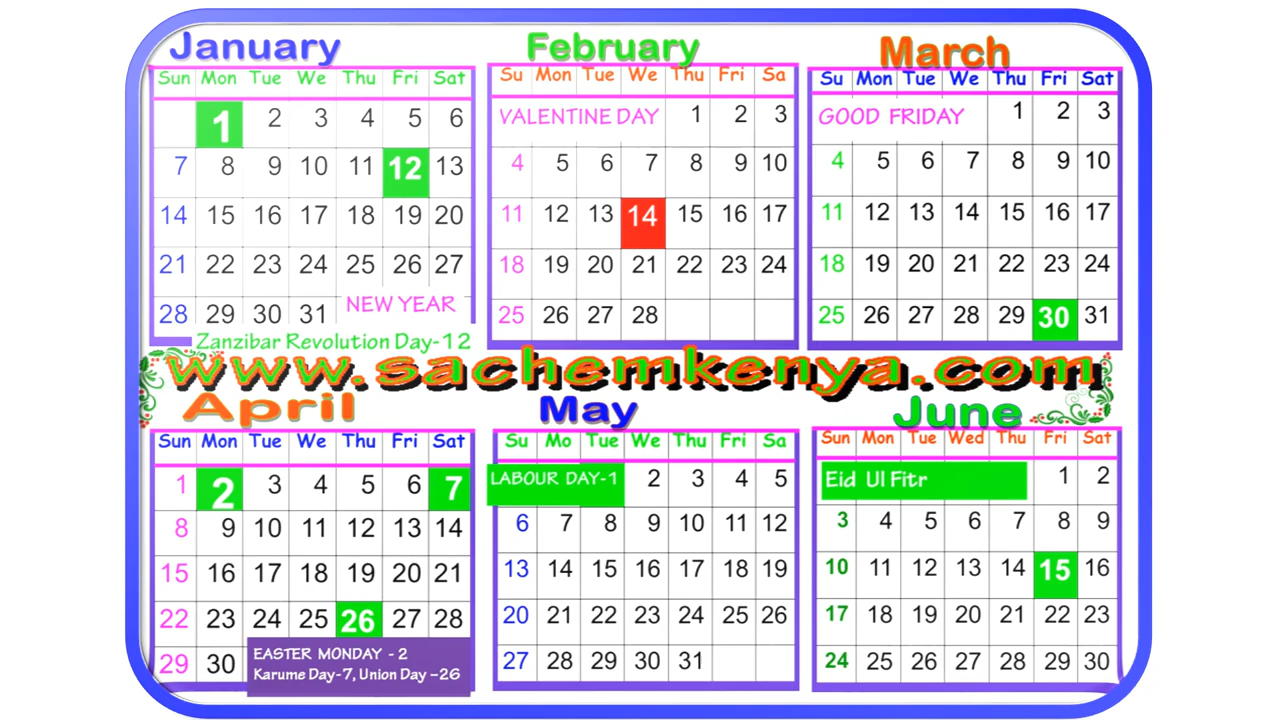 January
Sun Mon Tue We Thu Fri Sat
1 2 3 4 5 6
7 8 9 10 11 12 13
14 15 16 17 18 19 20
21 22 23 24 25 26 27
28 29 30 31 NEW YEAR
Zanzibar Revolution Day-12
February
Su Mon Tue We Thu Fri Sa
VALENTINE DAY 1 2 3
4 5 6 7 8 9 10
11 12 13 14 15 16 17
18 19 20 21 22 23 24
25 26 27 28
March
Su Mon Tue We Thu Fri Sat
GOOD FRIDAY 1 2 3
4 5 6 7 8 9 10
11 12 13 14 15 16 17
18 19 20 21 22 23 24
25 26 27 28 29 30 31
www.sachemkenya.com
April
Sun Mon Tue We Thu Fri Sat
1 2 3 4 5 6 7
8 9 10 11 12 13 14
15 16 17 18 19 20 21
22 23 24 25 26 27 28
29 30
EASTER MONDAY - 2
Karume Day-7, Union Day -26
May
Su Mo Tue We Thu Fri Sa
LABOUR DAY-1 2 3 4 5
6 7 8 9 10 11 12
13 14 15 16 17 18 19
20 21 22 23 24 25 26
27 28 29 30 31
June
Sun Mon Tue Wed Thu Fri Sat
Eid Ul Fitr 1 2
3 4 5 6 7 8 9
10 11 12 13 14 15 16
17 18 19 20 21 22 23
24 25 26 27 28 29 30